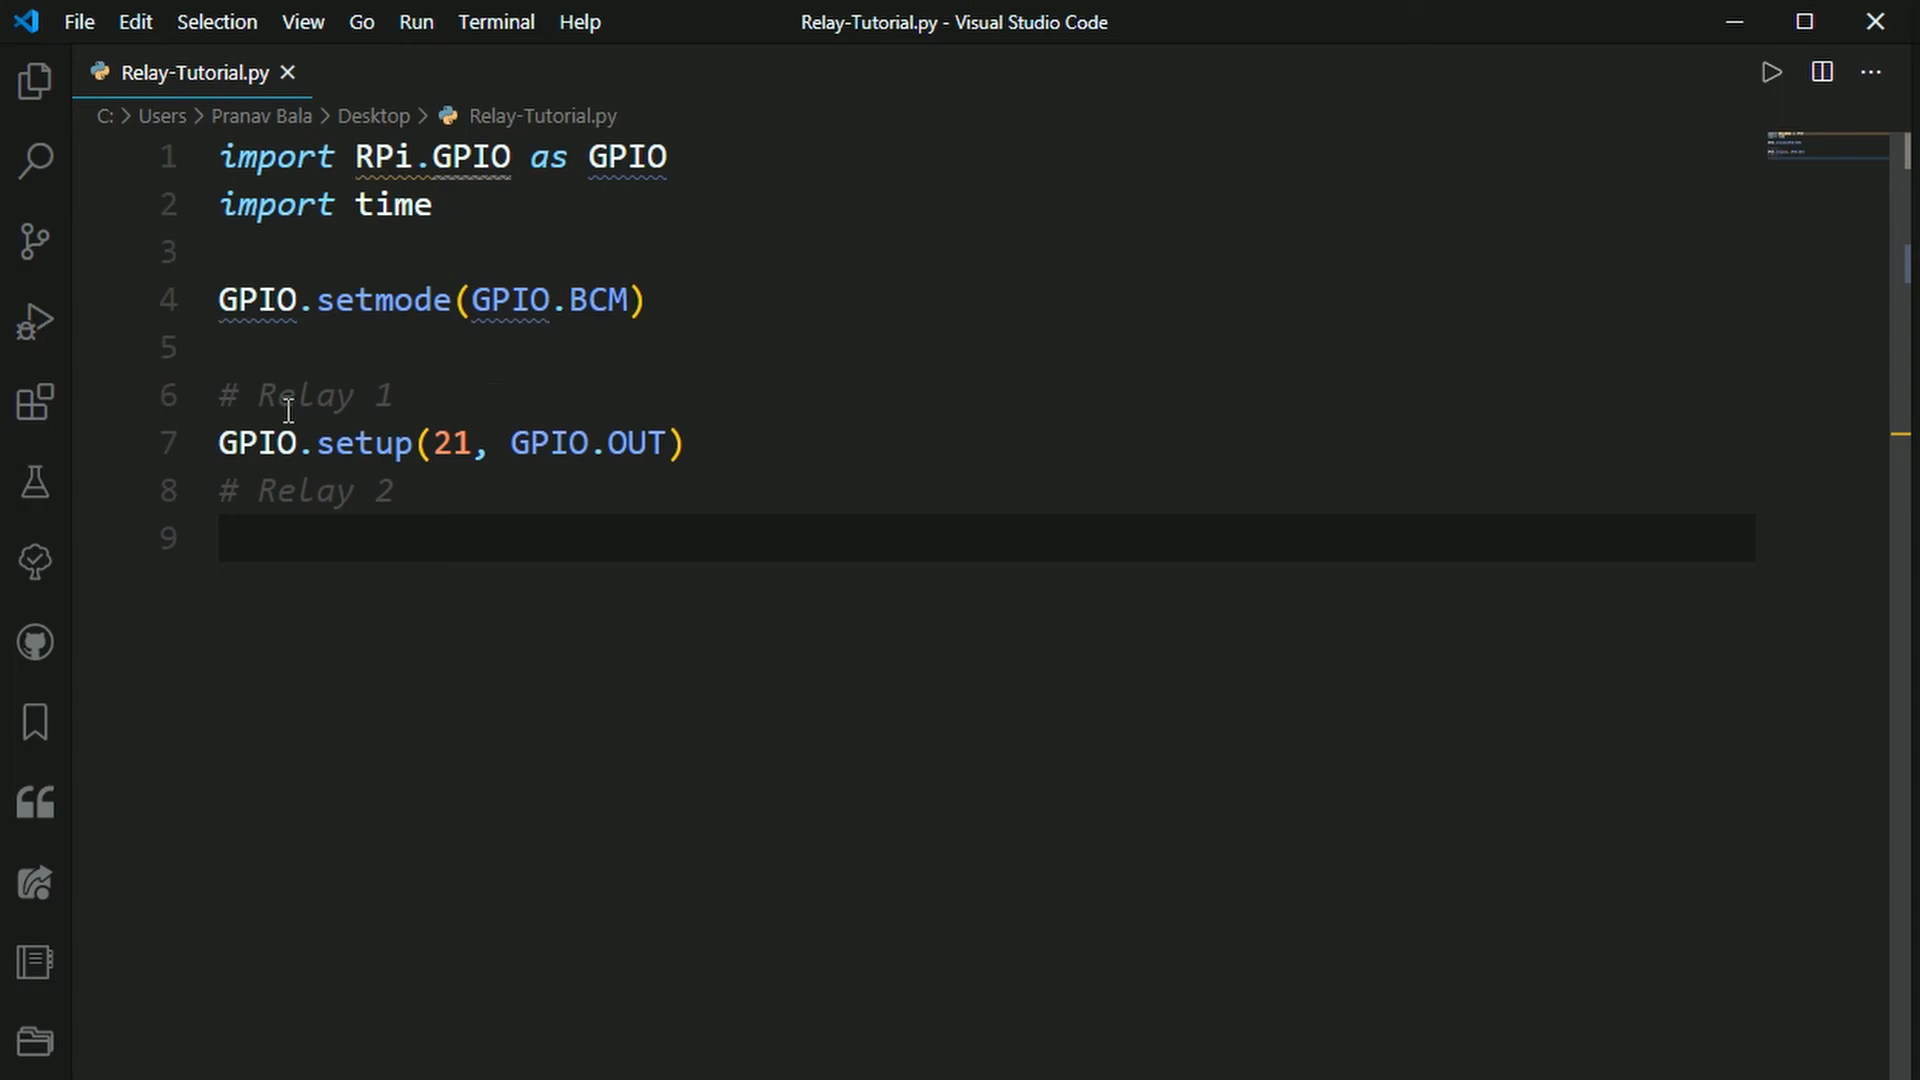 File Edit Selection View Go Run Terminal Help Relay-Tutorial.py - Visual Studio Code
Relay-Tutorial.py
C: > Users > Pranav Bala > Desktop > Relay-Tutorial.py
1 import RPi.GPIO as GPIO
2 import time
3
4 GPIO.setmode(GPIO.BCM)
5
6 # Relay 1
7 GPIO.setup(21, GPIO.OUT)
8 # Relay 2
9